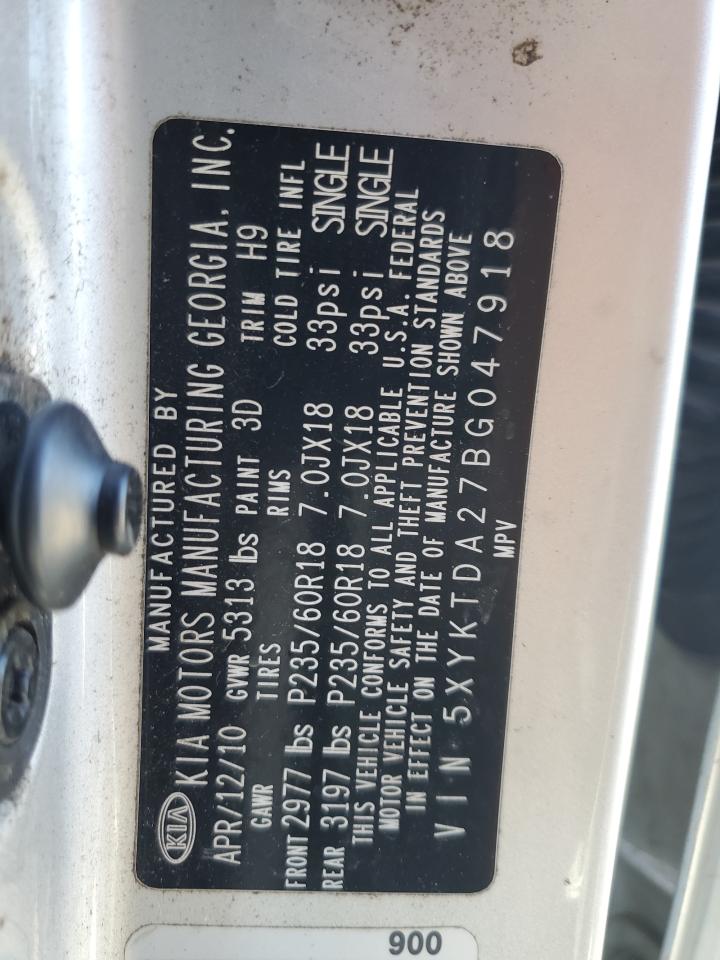 MANUFACTURED BY
KIA KIA MOTORS MANUFACTURING GEORGIA, INC.
APR/12/10 GVWR 5313 lbs PAINT 3D TRIM H9
GAWR TIRES RIMS COLD TIRE INFL
FRONT 2977 lbs P235/60R18 7.0JX18 33psi SINGLE
REAR 3197 lbs P235/60R18 7.0JX18 33psi SINGLE
THIS VEHICLE CONFORMS TO ALL APPLICABLE U.S.A. FEDERAL
MOTOR VEHICLE SAFETY AND THEFT PREVENTION STANDARDS
IN EFFECT ON THE DATE OF MANUFACTURE SHOWN ABOVE
VIN 5XYKTDA27BG047918
MPV
900